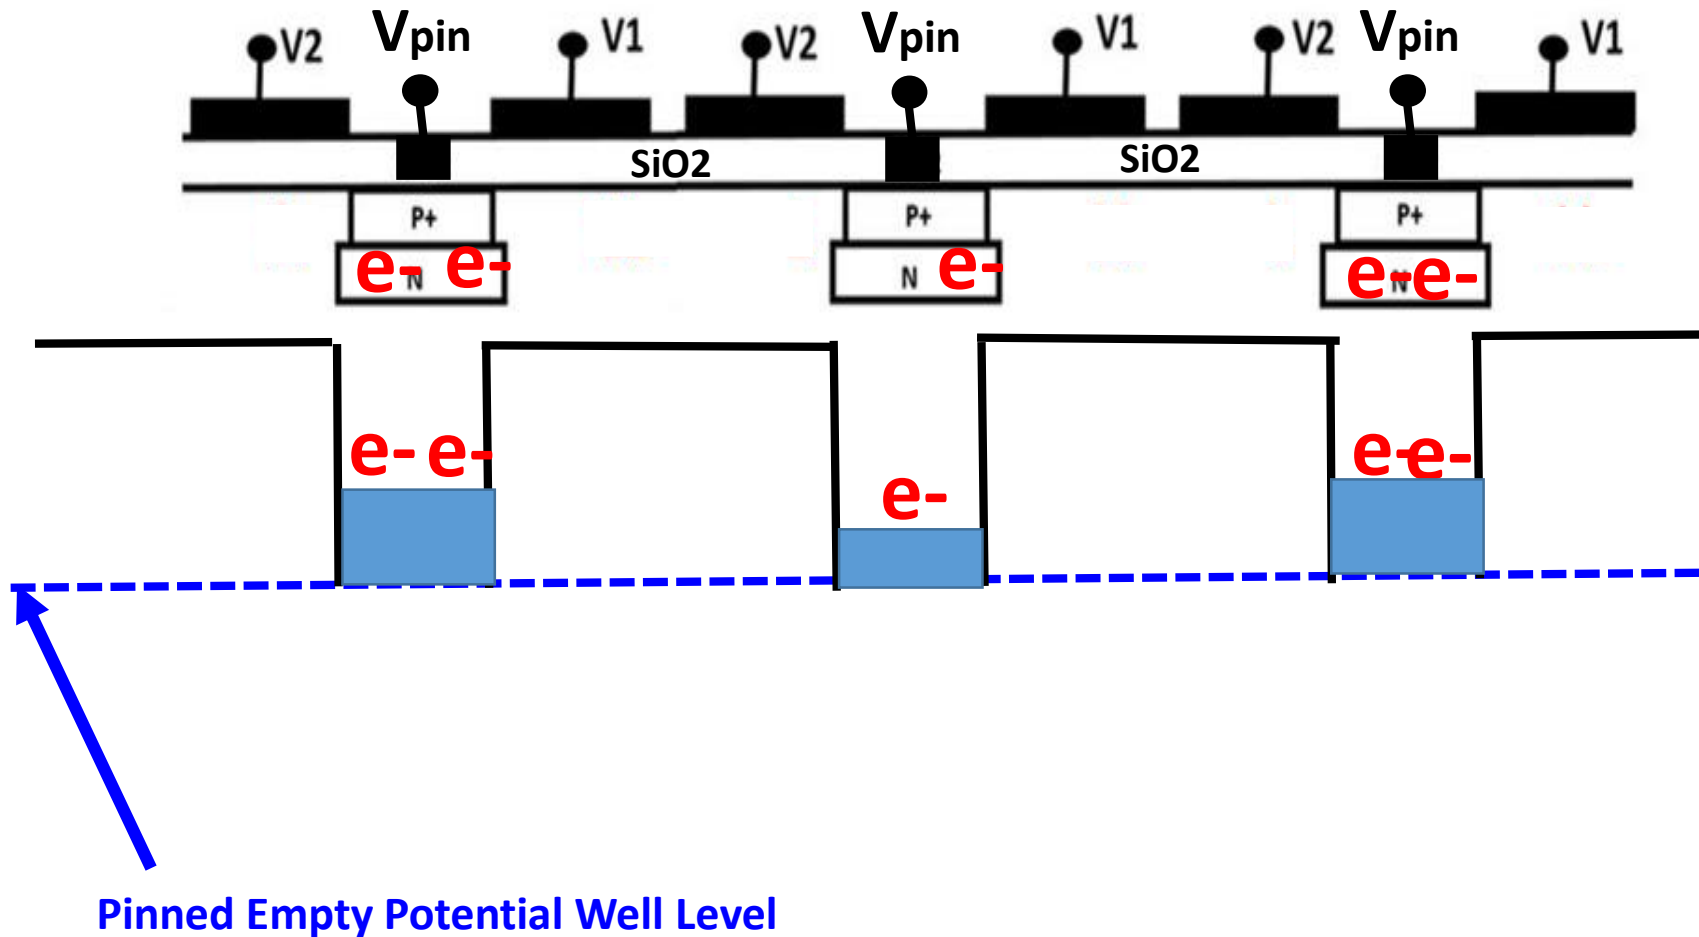 V2 Vpin V1 V2 Vpin V1 V2 Vpin V1
SiO2 SiO2
P+ P+ P+
e- N e- N e- e- N e-
e- e- e- e- e-
Pinned Empty Potential Well Level